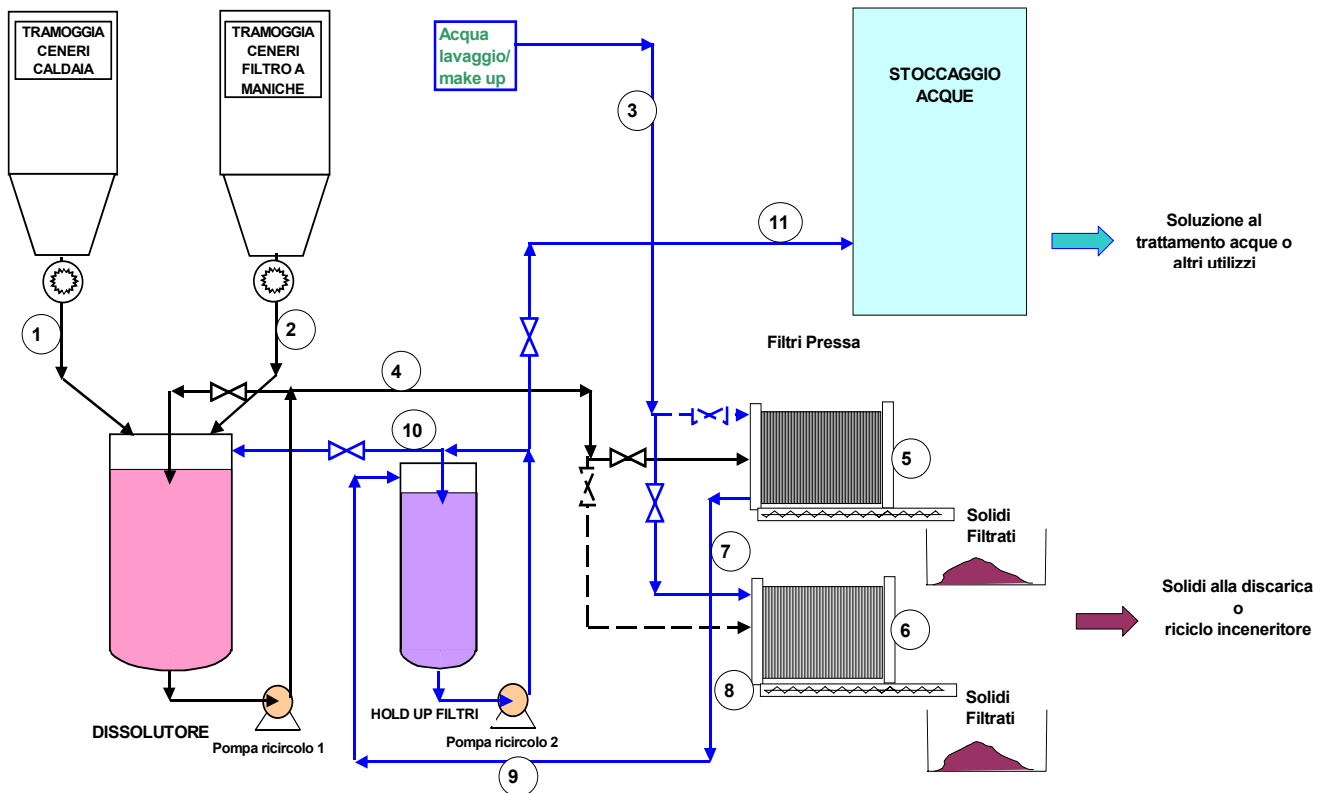 TRAMOGGIA
CENERI
CALDAIA
TRAMOGGIA
CENERI
FILTRO A
MANICHE
Acqua
lavaggio/
make up
STOCCAGGIO
ACQUE
3
11
Soluzione al
trattamento acque o
altri utilizzi
1
2
Filtri Pressa
4
10
5
Solidi
Filtrati
7
Solidi alla discarica
o
riciclo inceneritore
6
8
Solidi
Filtrati
DISSOLUTORE
HOLD UP FILTRI
Pompa ricircolo 1
Pompa ricircolo 2
9